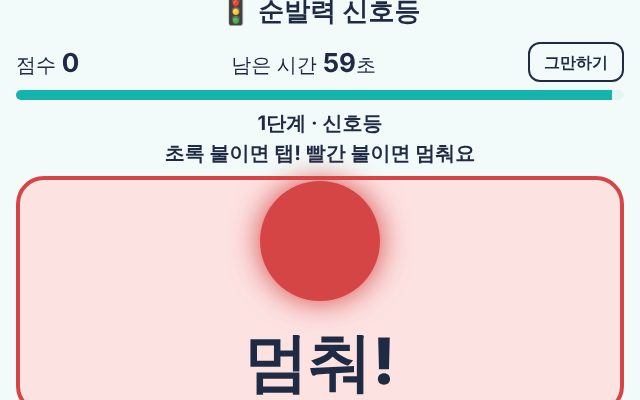 🚦 순발력 신호등
점수 0 남은 시간 59초 그만하기
1단계 · 신호등
초록 불이면 탭! 빨간 불이면 멈춰요
멈춰!